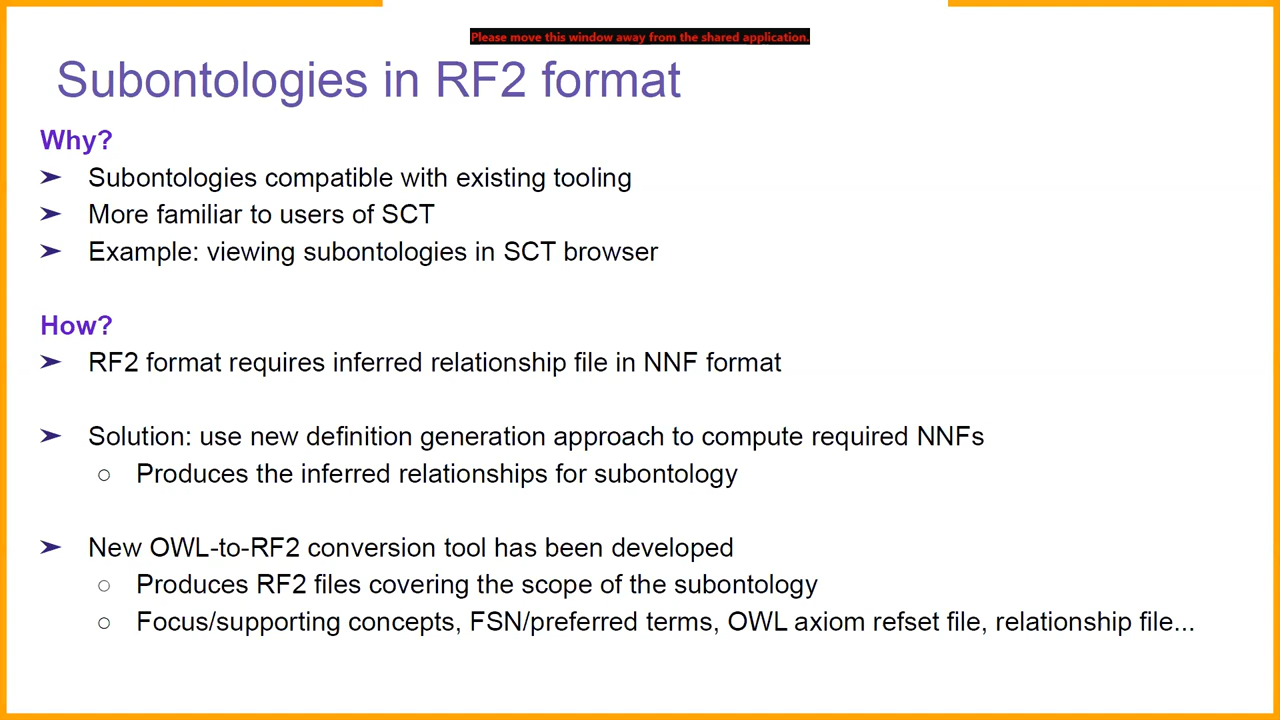 Please move this window away from the shared application.
Subontologies in RF2 format
Why?
➤ Subontologies compatible with existing tooling
➤ More familiar to users of SCT
➤ Example: viewing subontologies in SCT browser
How?
➤ RF2 format requires inferred relationship file in NNF format
➤ Solution: use new definition generation approach to compute required NNFs
○ Produces the inferred relationships for subontology
➤ New OWL-to-RF2 conversion tool has been developed
○ Produces RF2 files covering the scope of the subontology
○ Focus/supporting concepts, FSN/preferred terms, OWL axiom refset file, relationship file...